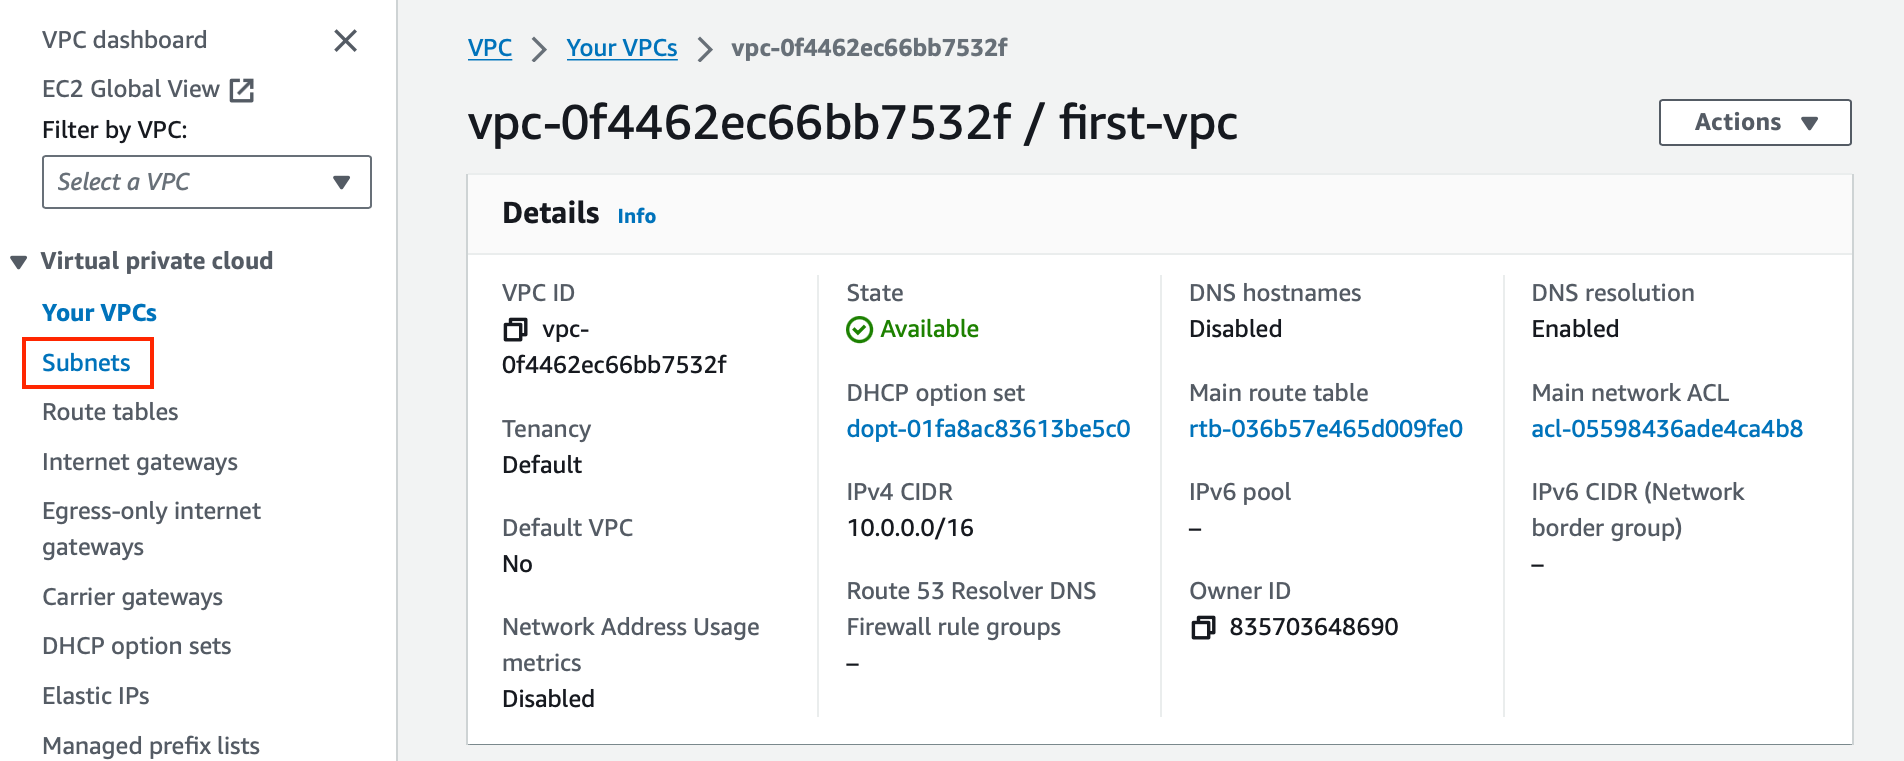 VPC dashboard
EC2 Global View
Filter by VPC:
Select a VPC
Virtual private cloud
Your VPCs
Subnets
Route tables
Internet gateways
Egress-only internet
gateways
Carrier gateways
DHCP option sets
Elastic IPs
Managed prefix lists
VPC > Your VPCs > vpc-0f4462ec66bb7532f
vpc-0f4462ec66bb7532f / first-vpc
Actions
Details Info
VPC ID
vpc-
0f4462ec66bb7532f
Tenancy
Default
Default VPC
No
Network Address Usage
metrics
Disabled
State
Available
DHCP option set
dopt-01fa8ac83613be5c0
IPv4 CIDR
10.0.0.0/16
Route 53 Resolver DNS
Firewall rule groups
–
DNS hostnames
Disabled
Main route table
rtb-036b57e465d009fe0
IPv6 pool
–
Owner ID
835703648690
DNS resolution
Enabled
Main network ACL
acl-05598436ade4ca4b8
IPv6 CIDR (Network
border group)
–